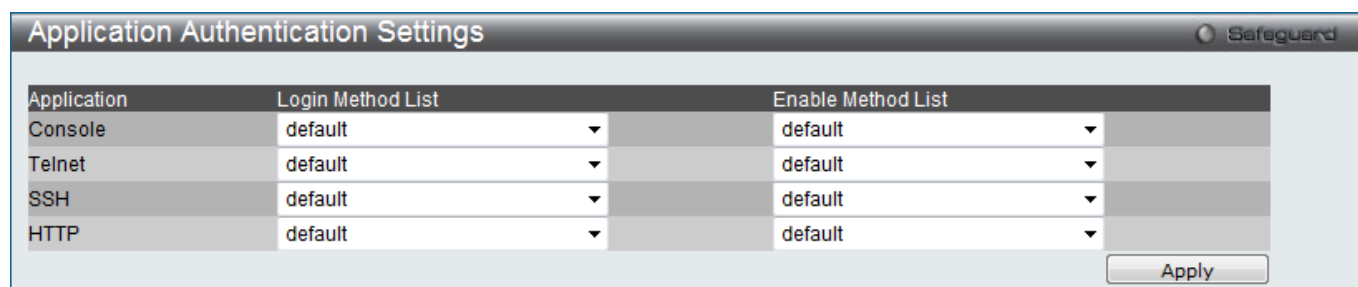 Application Authentication Settings Safeguard
Application Login Method List Enable Method List
Console default default
Telnet default default
SSH default default
HTTP default default
Apply